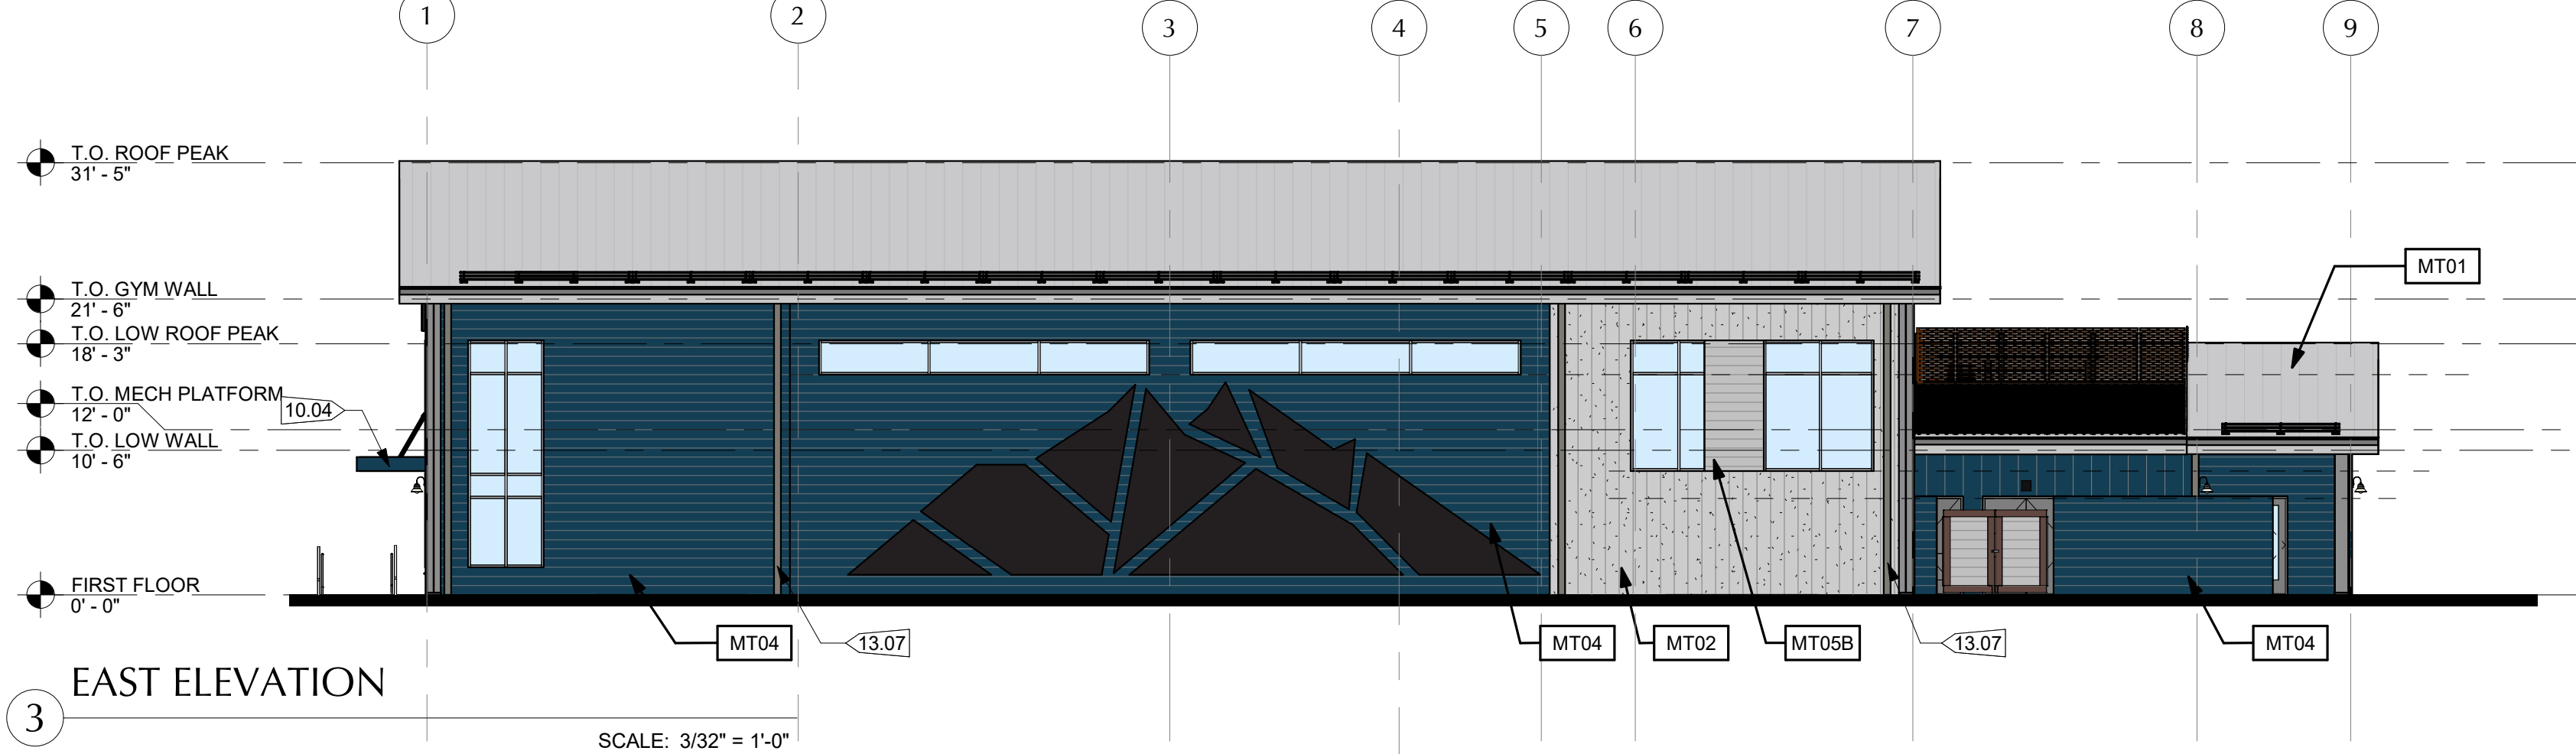 1
2
3
4
5
6
7
8
9
T.O. ROOF PEAK
31' - 5"
T.O. GYM WALL
21' - 6"
T.O. LOW ROOF PEAK
18' - 3"
T.O. MECH PLATFORM
12' - 0"
T.O. LOW WALL
10' - 6"
FIRST FLOOR
0' - 0"
10.04
MT01
MT04
13.07
MT04
MT02
MT05B
13.07
MT04
3
EAST ELEVATION
SCALE: 3/32" = 1'-0"